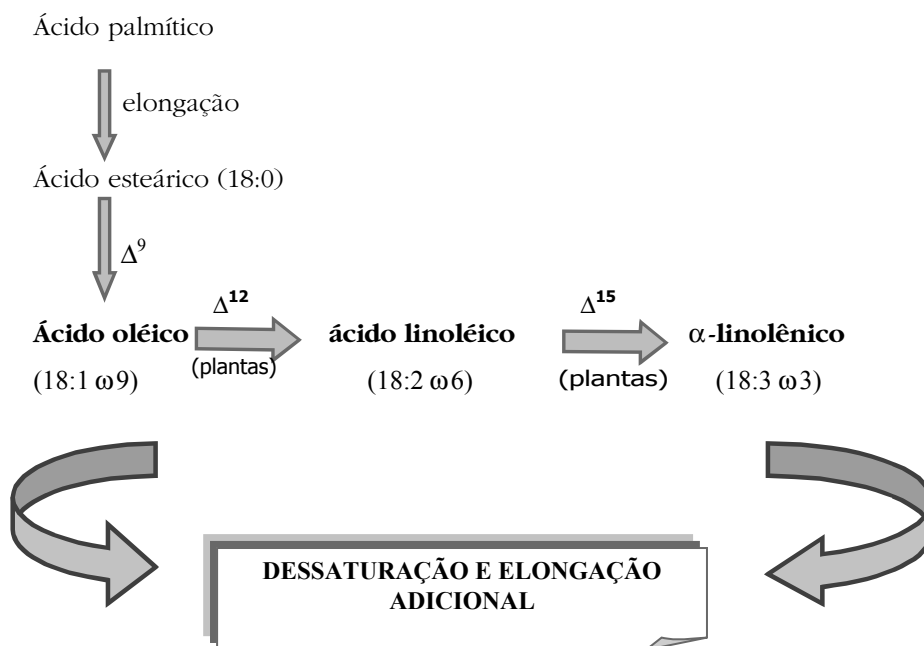 Ácido palmítico
elongação
Ácido esteárico (18:0)
Δ⁹
Δ¹² Δ¹⁵
Ácido oléico ácido linoléico α-linolênico
(plantas) (plantas)
(18:1 ω9) (18:2 ω6) (18:3 ω3)
DESSATURAÇÃO E ELONGAÇÃO
ADICIONAL